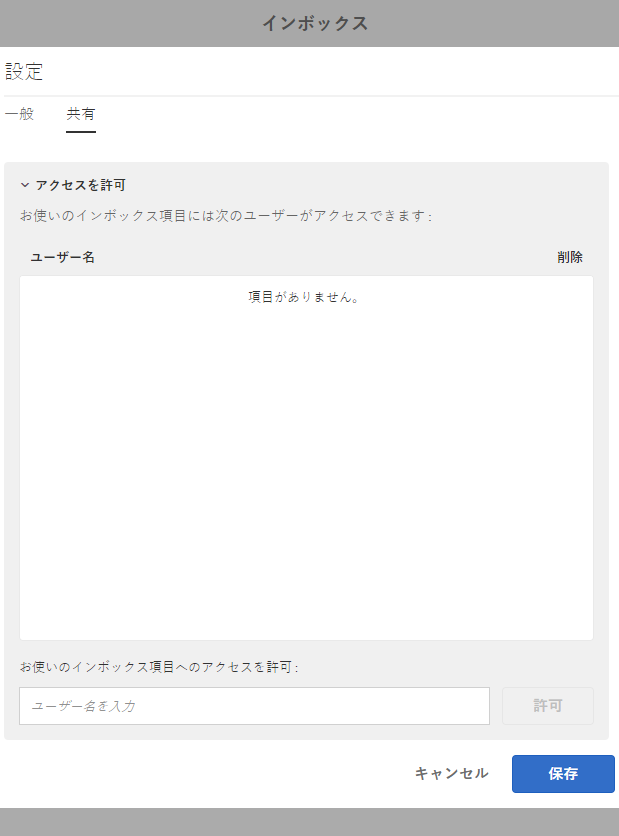 インボックス
設定
一般 共有
アクセスを許可
お使いのインボックス項目には次のユーザーがアクセスできます :
ユーザー名 削除
項目がありません。
お使いのインボックス項目へのアクセスを許可 :
ユーザー名を入力 許可
キャンセル 保存